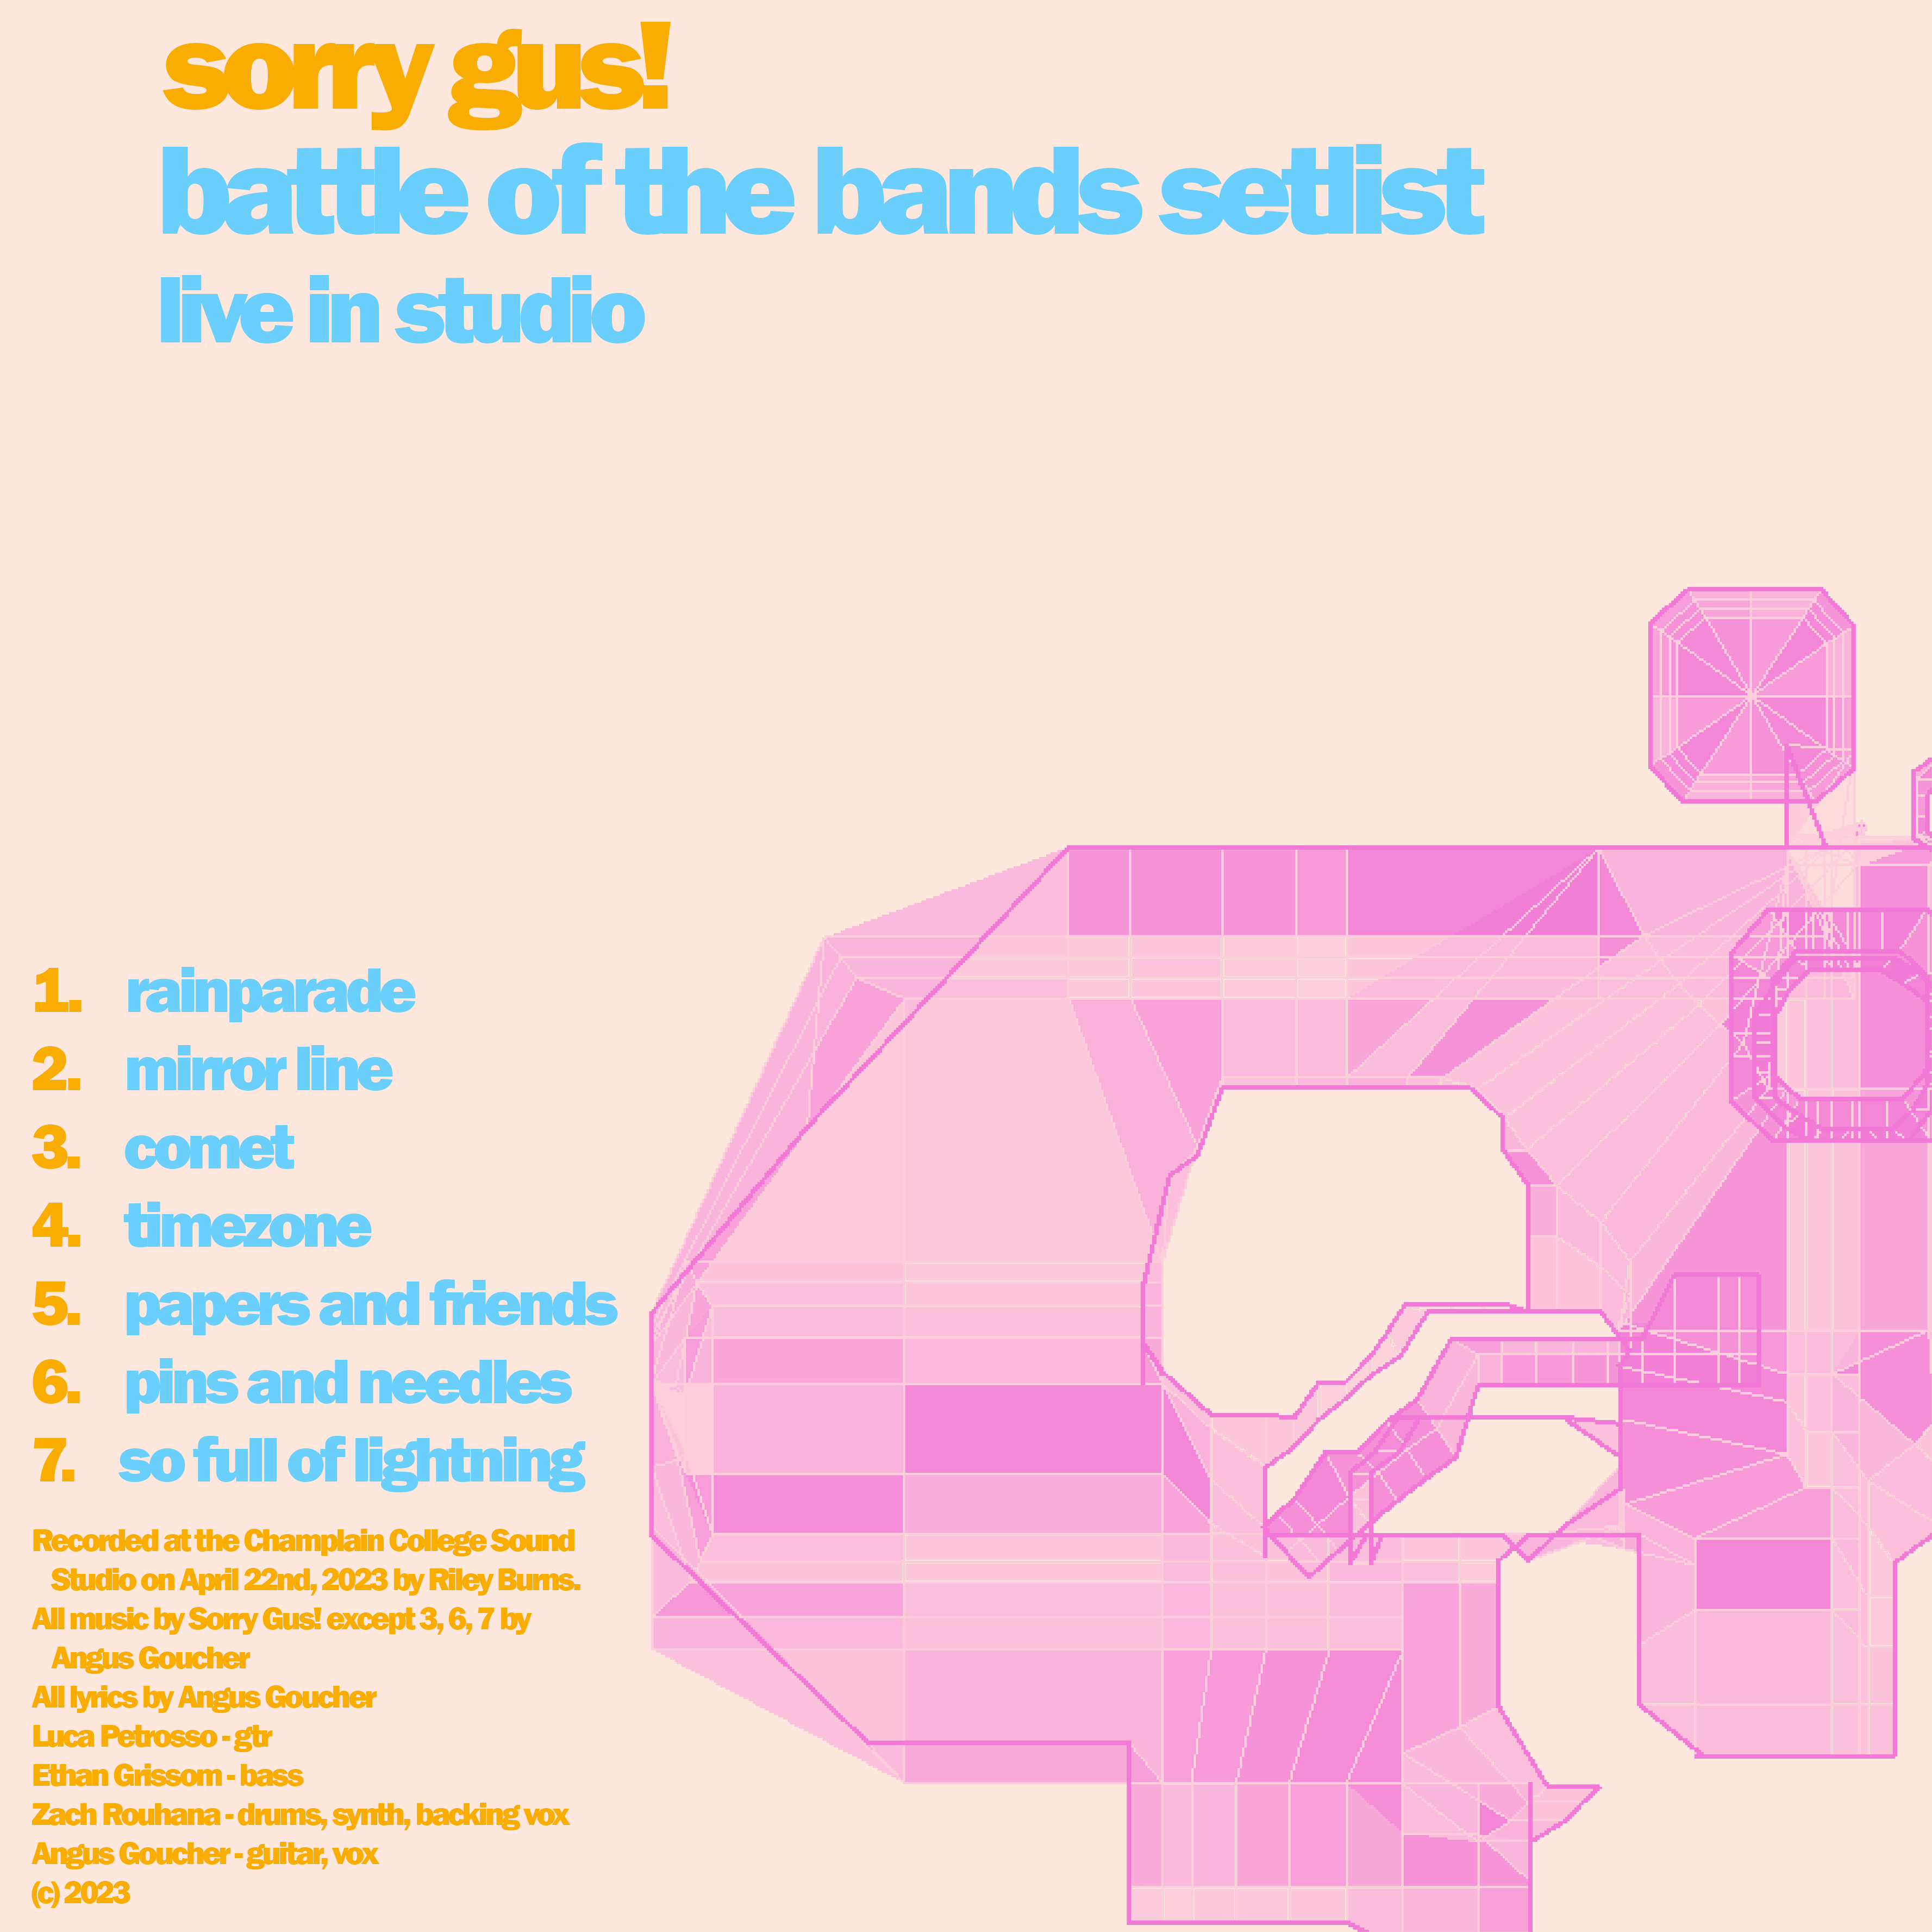 sorry gus!
battle of the bands setlist
live in studio
1. rainparade
2. mirror line
3. comet
4. timezone
5. papers and friends
6. pins and needles
7. so full of lightning
Recorded at the Champlain College Sound
Studio on April 22nd, 2023 by Riley Burns.
All music by Sorry Gus! except 3, 6, 7 by
Angus Goucher
All lyrics by Angus Goucher
Luca Petrosso - gtr
Ethan Grissom - bass
Zach Rouhana - drums, synth, backing vox
Angus Goucher - guitar, vox
(c) 2023